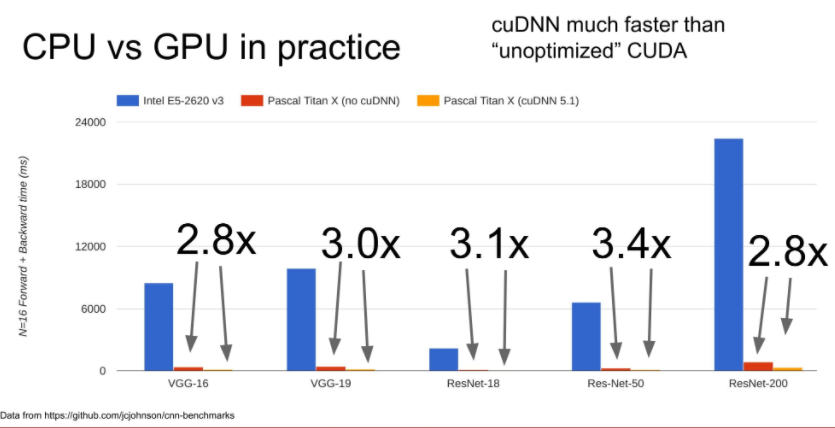 CPU vs GPU in practice
cuDNN much faster than
“unoptimized” CUDA
Intel E5-2620 v3
Pascal Titan X (no cuDNN)
Pascal Titan X (cuDNN 5.1)
N=16 Forward + Backward time (ms)
24000
18000
12000
6000
0
2.8x
3.0x
3.1x
3.4x
2.8x
VGG-16
VGG-19
ResNet-18
Res-Net-50
ResNet-200
Data from https://github.com/jcjohnson/cnn-benchmarks